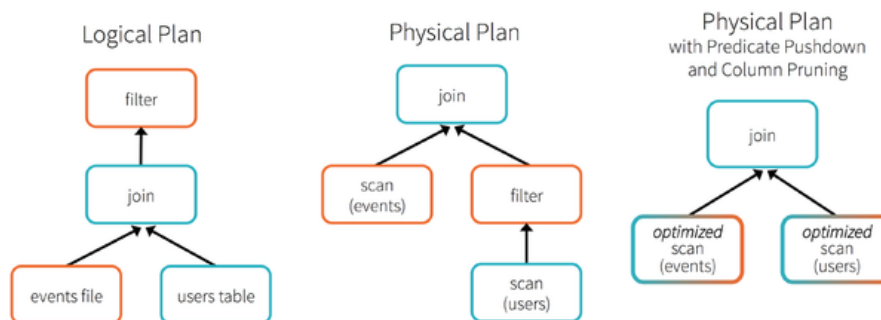 Logical Plan
filter
join
events file
users table
Physical Plan
join
scan
(events)
filter
scan
(users)
Physical Plan
with Predicate Pushdown
and Column Pruning
join
optimized
scan
(events)
optimized
scan
(users)